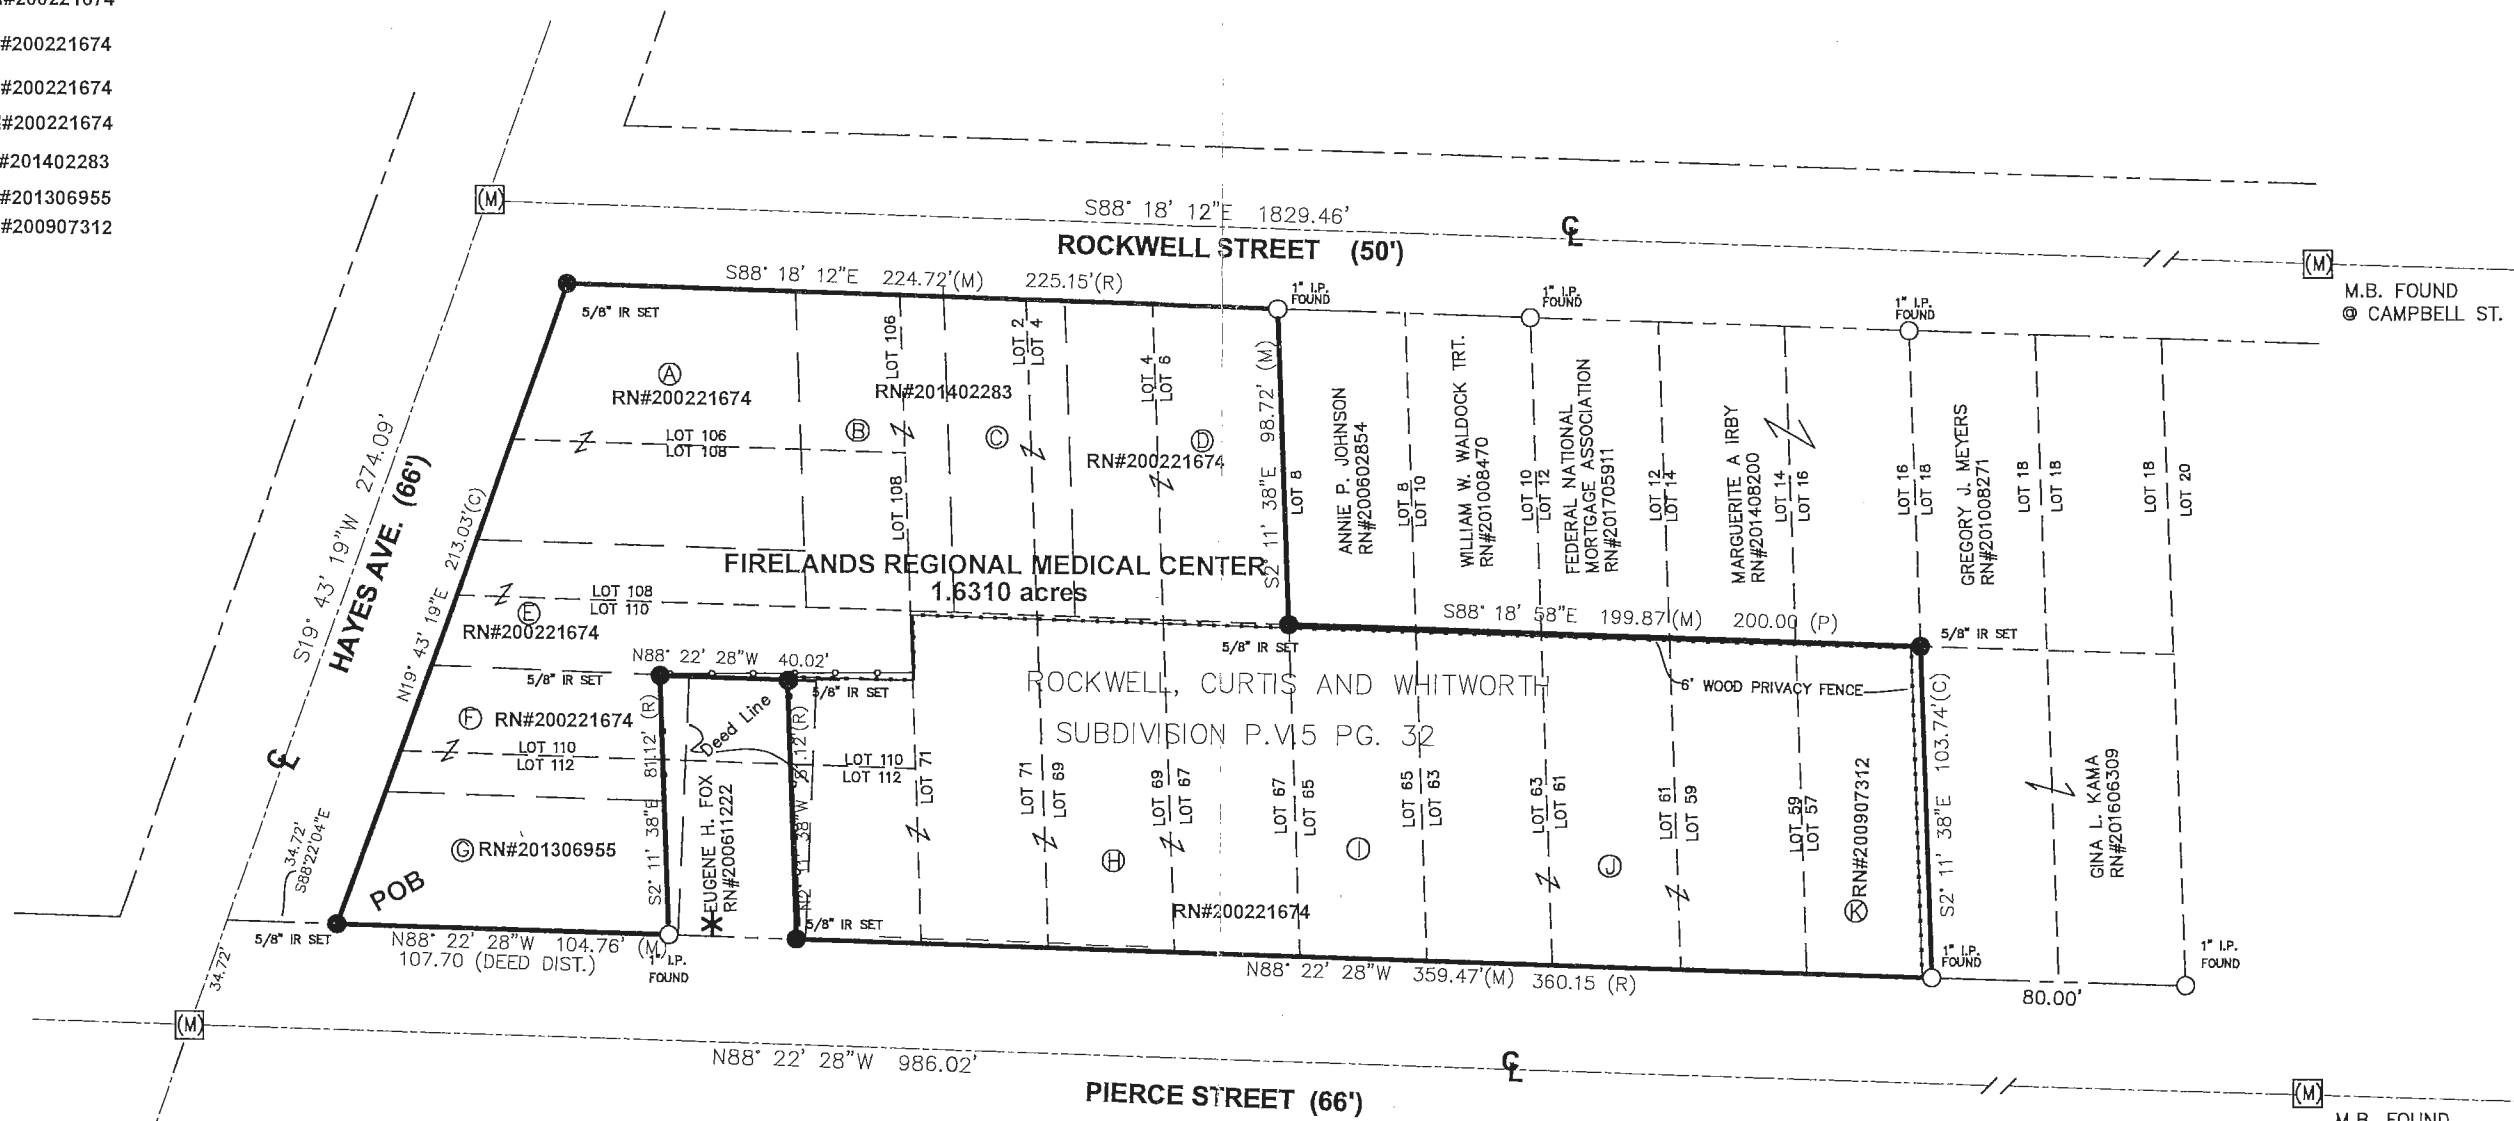 #200221674
#200221674
#200221674
#200221674
#201402283
#201306955
#200907312
(M)
S88° 18' 12"E 1829.46'
ROCKWELL STREET (50')
(M)
M.B. FOUND
@ CAMPBELL ST.
S88° 18' 12"E 224.72'(M) 225.15'(R)
5/8" IR SET
1" I.P.
FOUND
1" I.P.
FOUND
1" I.P.
FOUND
A
RN#200221674
LOT 106
LOT 108
B
LOT 106
LOT 108
RN#201402283
C
LOT 2
LOT 4
LOT 4
LOT 6
D
RN#200221674
S2° 11' 38"E 98.72' (M)
LOT 8
ANNIE P. JOHNSON
RN#200602854
LOT 8
LOT 10
WILLIAM W. WALDOCK TRT.
RN#201008470
LOT 10
LOT 12
FEDERAL NATIONAL
MORTGAGE ASSOCIATION
RN#201705911
LOT 12
LOT 14
MARGUERITE A IRBY
RN#201408200
LOT 14
LOT 16
LOT 16
LOT 18
GREGORY J. MEYERS
RN#201008271
LOT 18
LOT 18
LOT 18
LOT 20
S19° 43' 19"W 274.09'
HAYES AVE. (66')
N19° 43' 19"E 213.03'(C)
FIRELANDS REGIONAL MEDICAL CENTER
1.6310 acres
LOT 108
LOT 110
E
RN#200221674
S88° 18' 58"E 199.87'(M) 200.00 (P)
5/8" IR SET
5/8" IR SET
N88° 22' 28"W 40.02'
5/8" IR SET
5/8" IR SET
ROCKWELL, CURTIS AND WHITWORTH
SUBDIVISION P.V.5 PG. 32
6' WOOD PRIVACY FENCE
F RN#200221674
LOT 110
LOT 112
S2° 11' 38"E 81.12' (R)
Deed Line
N2° 11' 38"W 81.12'(R)
EUGENE H. FOX
RN#200611222
LOT 110
LOT 112
LOT 71
LOT 71
LOT 69
LOT 69
LOT 67
LOT 67
LOT 65
LOT 65
LOT 63
LOT 63
LOT 61
LOT 61
LOT 59
LOT 59
LOT 57
S2° 11' 38"E 103.74'(C)
GINA L. KAMA
RN#201606309
G RN#201306955
H
I
J
K RN#200907312
RN#200221674
34.72'
S88°22'04"E
POB
5/8" IR SET
N88° 22' 28"W 104.76' (M)
107.70 (DEED DIST.)
1" I.P.
FOUND
5/8" IR SET
N88° 22' 28"W 359.47'(M) 360.15 (R)
1" I.P.
FOUND
1" I.P.
FOUND
80.00'
34.72'
(M)
N88° 22' 28"W 986.02'
PIERCE STREET (66')
(M)
M.B. FOUND